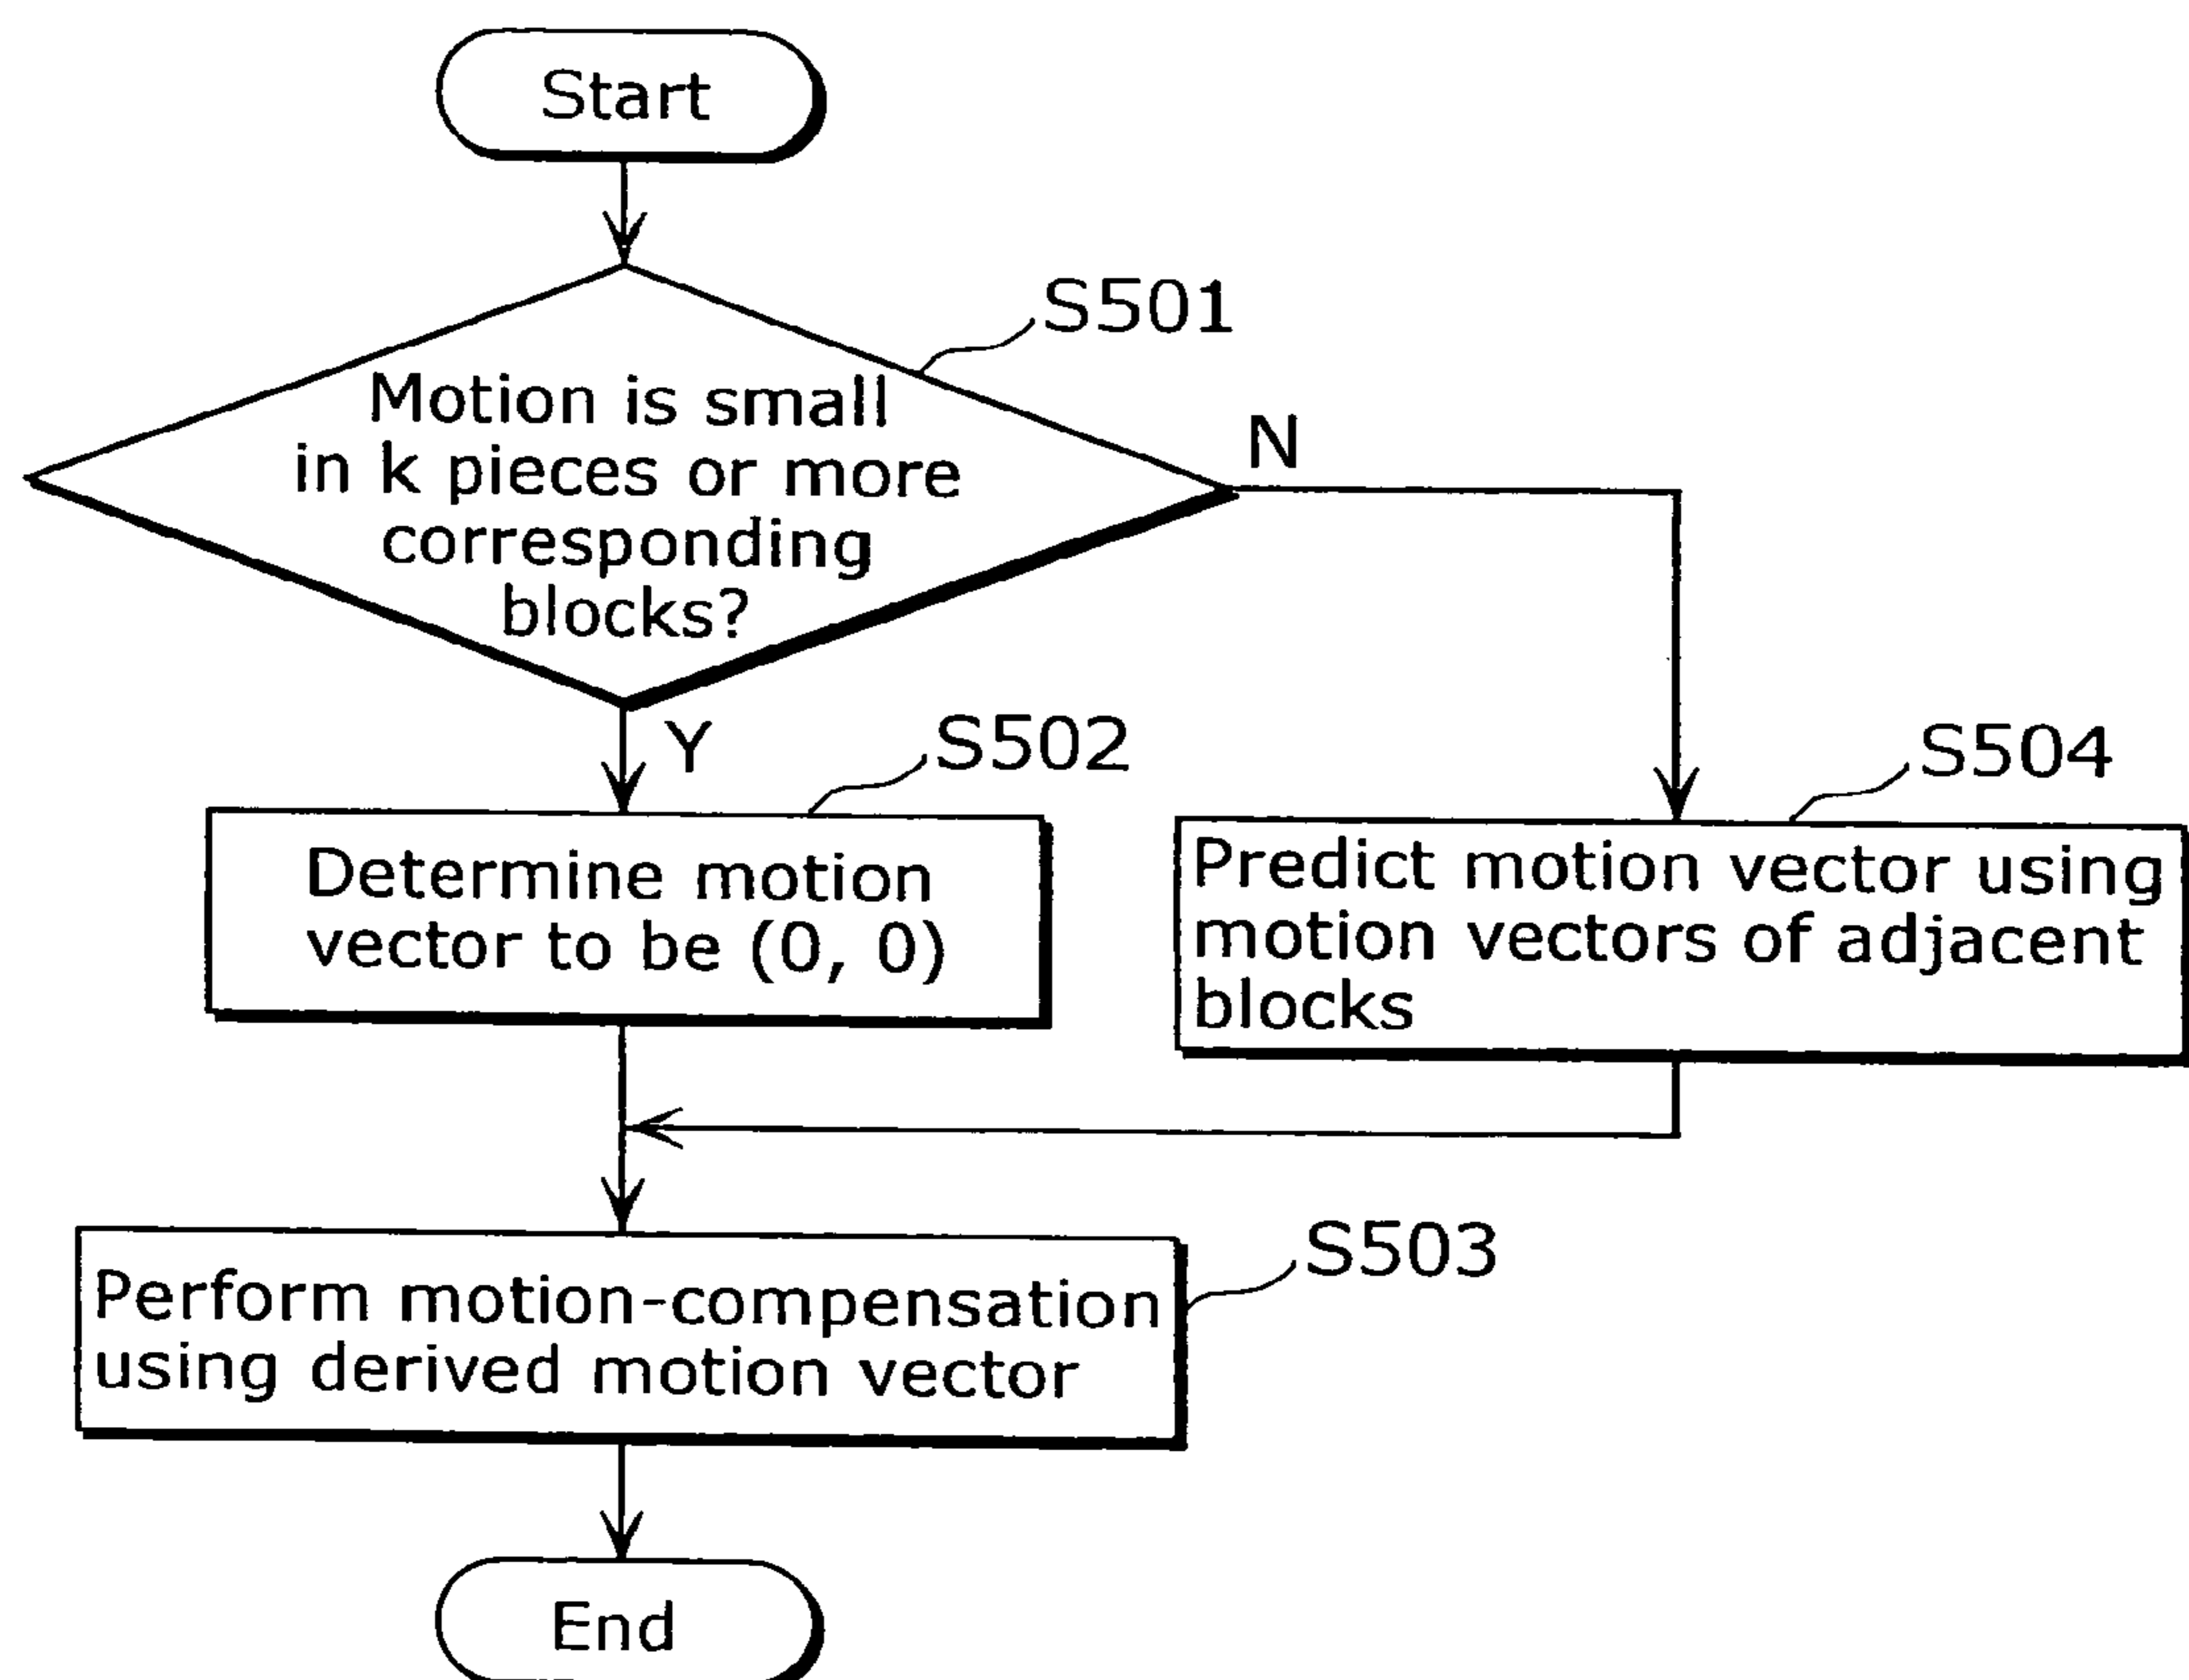 Start
S501
Motion is small
in k pieces or more
corresponding
blocks?
N
Y
S502
Determine motion
vector to be (0, 0)
S504
Predict motion vector using
motion vectors of adjacent
blocks
S503
Perform motion-compensation
using derived motion vector
End